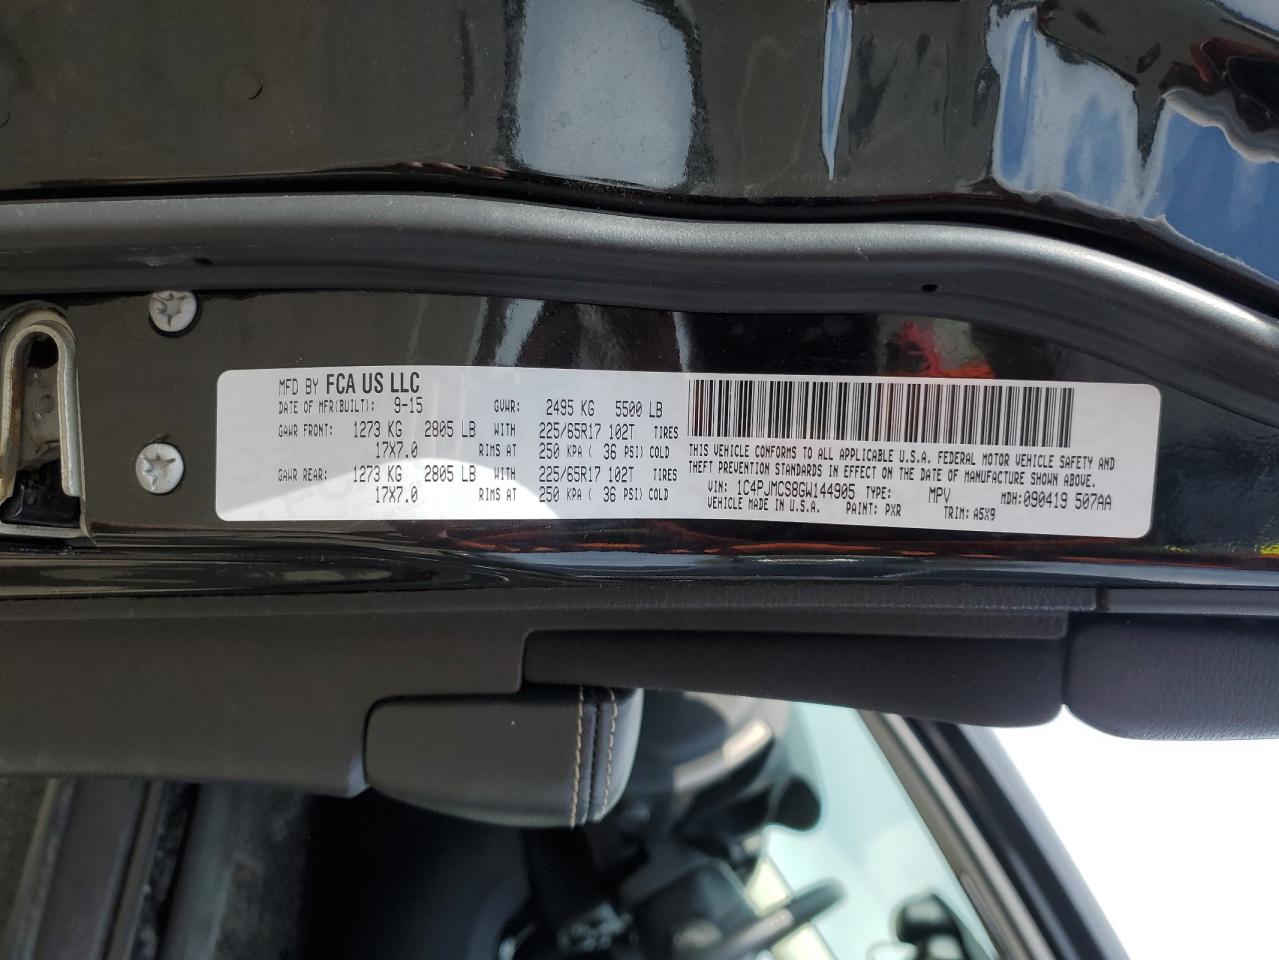 MFD BY FCA US LLC
DATE OF MFR(BUILT): 9-15 GVWR: 2495 KG 5500 LB
GAWR FRONT: 1273 KG 2805 LB WITH 225/65R17 102T TIRES
17X7.0 RIMS AT 250 KPA ( 36 PSI) COLD
GAWR REAR: 1273 KG 2805 LB WITH 225/65R17 102T TIRES
17X7.0 RIMS AT 250 KPA ( 36 PSI) COLD
THIS VEHICLE CONFORMS TO ALL APPLICABLE U.S.A. FEDERAL MOTOR VEHICLE SAFETY AND
THEFT PREVENTION STANDARDS IN EFFECT ON THE DATE OF MANUFACTURE SHOWN ABOVE.
VIN: 1C4PJMCS8GW144905 TYPE: MPV MDH:090419 507AA
VEHICLE MADE IN U.S.A. PAINT: PXR TRIM: A5X9